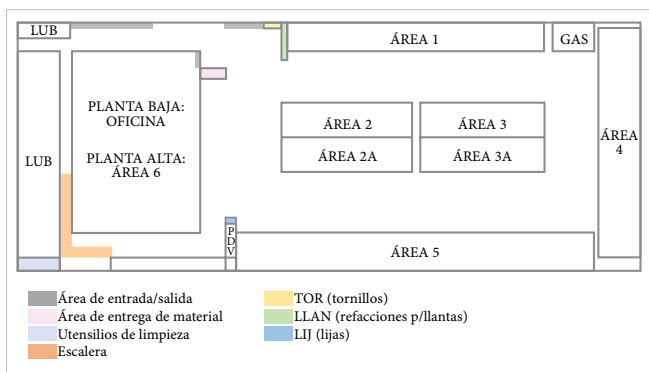 LUB
ÁREA 1
GAS
PLANTA BAJA:
OFICINA
PLANTA ALTA:
ÁREA 6
LUB
ÁREA 2
ÁREA 3
ÁREA 2A
ÁREA 3A
ÁREA
4
P
D
V
ÁREA 5
Área de entrada/salida
Área de entrega de material
Utensilios de limpieza
Escalera
TOR (tornillos)
LLAN (refacciones p/llantas)
LIJ (lijas)